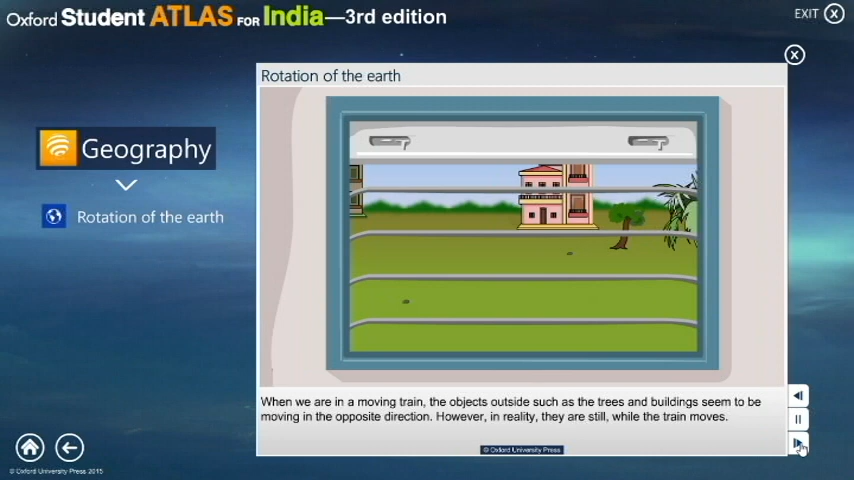 Oxford Student ATLAS FOR India—3rd edition
EXIT
Rotation of the earth
Geography
Rotation of the earth
When we are in a moving train, the objects outside such as the trees and buildings seem to be
moving in the opposite direction. However, in reality, they are still, while the train moves.
© Oxford University Press
© Oxford University Press 2015